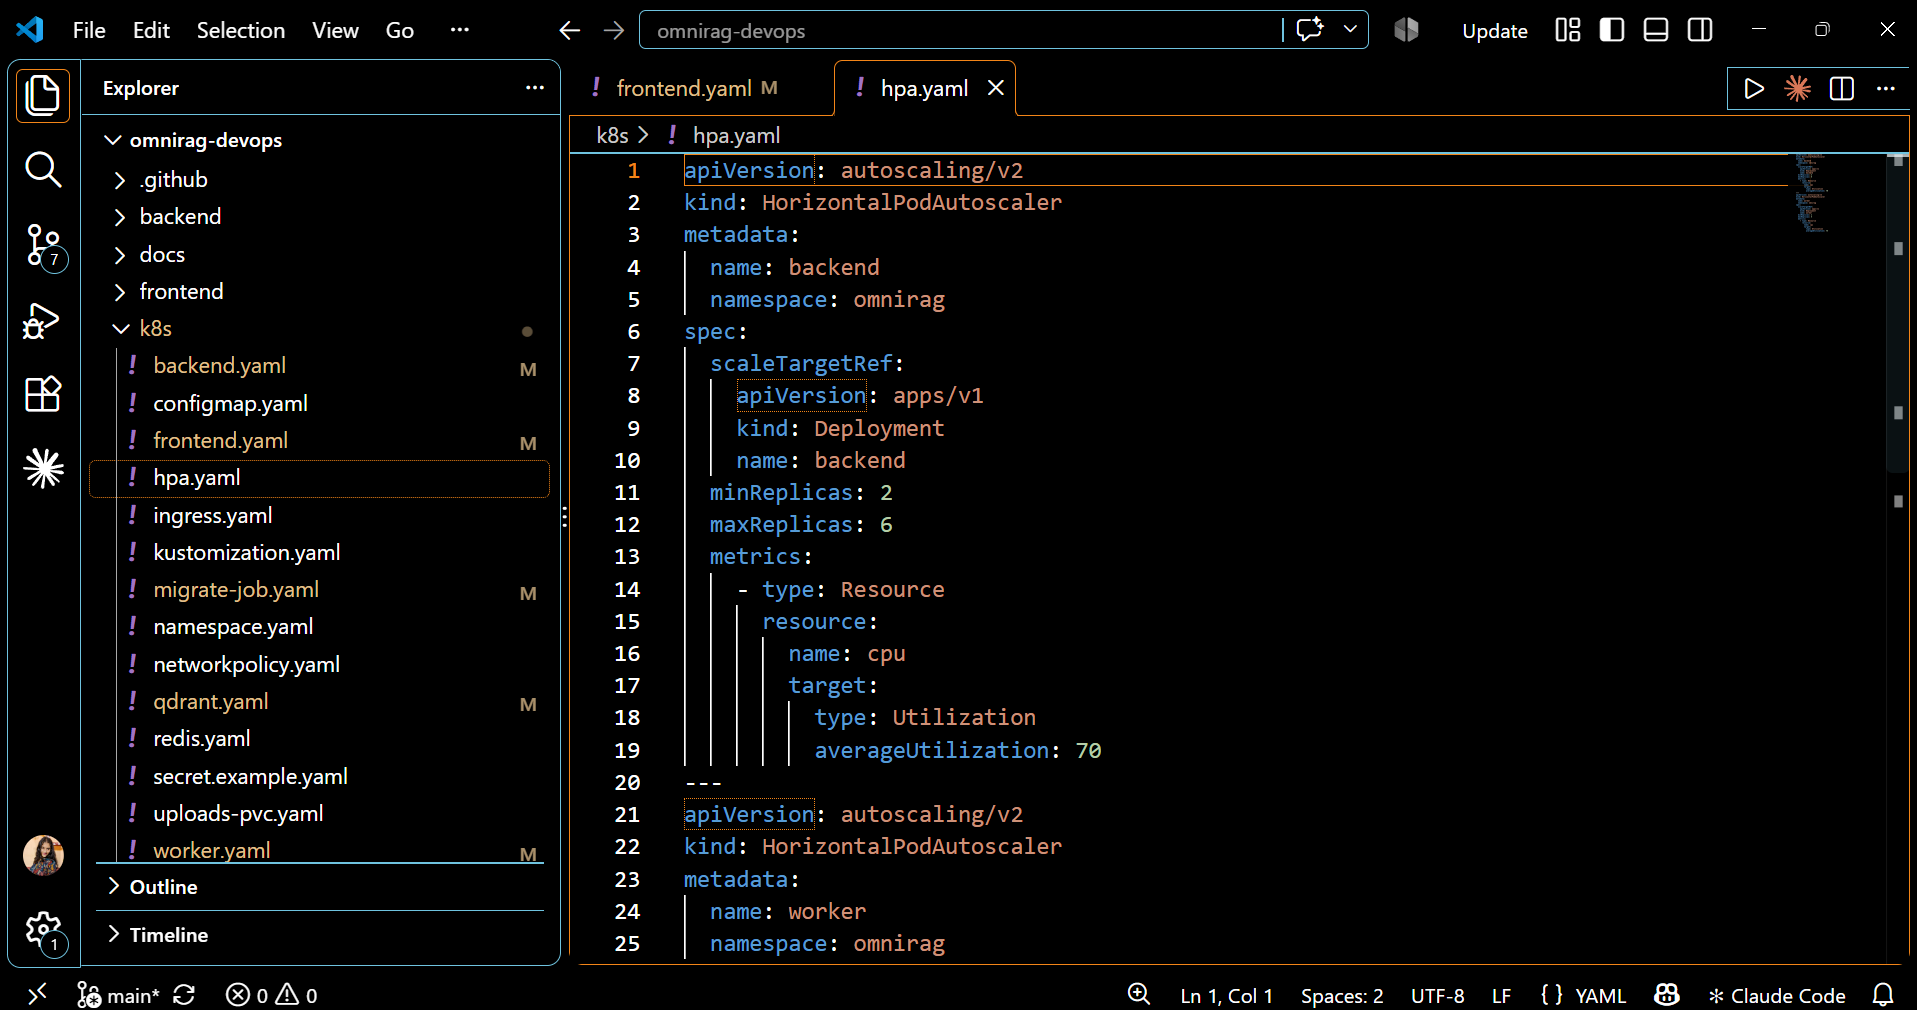 File Edit Selection View Go ···
omnirag-devops
Update
Explorer ···
omnirag-devops
.github
backend
docs
frontend
k8s
! backend.yaml M
! configmap.yaml
! frontend.yaml M
! hpa.yaml
! ingress.yaml
! kustomization.yaml
! migrate-job.yaml M
! namespace.yaml
! networkpolicy.yaml
! qdrant.yaml M
! redis.yaml
! secret.example.yaml
! uploads-pvc.yaml
! worker.yaml M
Outline
Timeline
7
1
! frontend.yaml M
! hpa.yaml
k8s > ! hpa.yaml
1 apiVersion: autoscaling/v2
2 kind: HorizontalPodAutoscaler
3 metadata:
4 name: backend
5 namespace: omnirag
6 spec:
7 scaleTargetRef:
8 apiVersion: apps/v1
9 kind: Deployment
10 name: backend
11 minReplicas: 2
12 maxReplicas: 6
13 metrics:
14 - type: Resource
15 resource:
16 name: cpu
17 target:
18 type: Utilization
19 averageUtilization: 70
20 ---
21 apiVersion: autoscaling/v2
22 kind: HorizontalPodAutoscaler
23 metadata:
24 name: worker
25 namespace: omnirag
main* 0 0 Ln 1, Col 1 Spaces: 2 UTF-8 LF {} YAML Claude Code